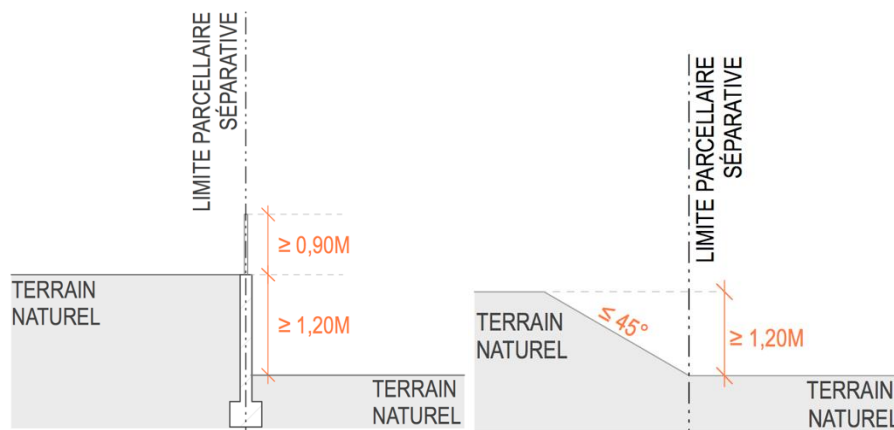 LIMITE PARCELLAIRE
SÉPARATIVE
≥ 0,90M
TERRAIN
NATUREL
≥ 1,20M
TERRAIN
NATUREL
LIMITE PARCELLAIRE
SÉPARATIVE
TERRAIN
NATUREL
≤ 45°
≥ 1,20M
TERRAIN
NATUREL